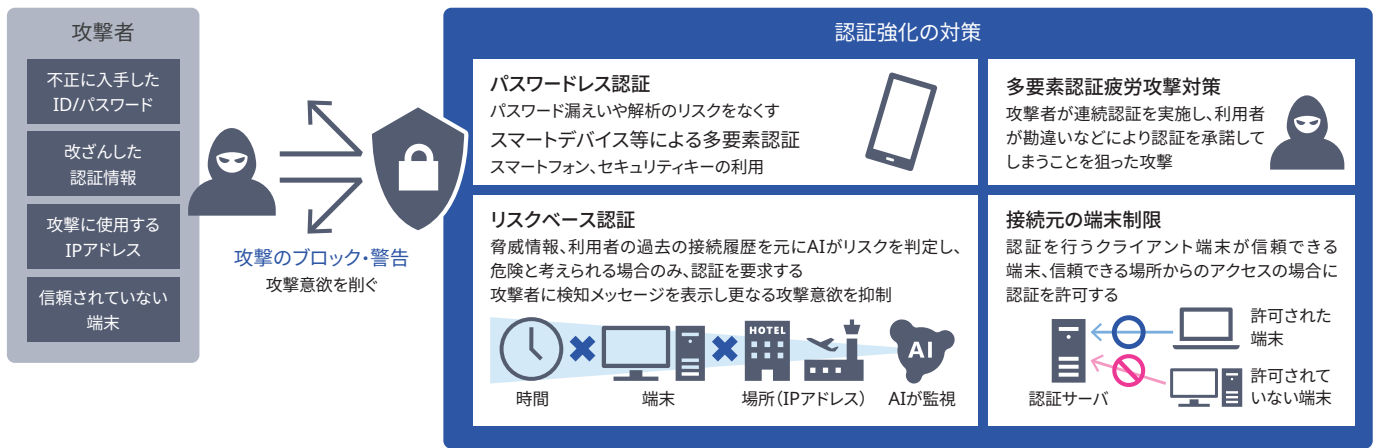 攻撃者
不正に入手した
ID/パスワード
改ざんした
認証情報
攻撃に使用する
IPアドレス
信頼されていない
端末
攻撃のブロック・警告
攻撃意欲を削ぐ
認証強化の対策
パスワードレス認証
パスワード漏えいや解析のリスクをなくす
スマートデバイス等による多要素認証
スマートフォン、セキュリティキーの利用
多要素認証疲労攻撃対策
攻撃者が連続認証を実施し、利用者
が勘違いなどにより認証を承諾して
しまうことを狙った攻撃
リスクベース認証
脅威情報、利用者の過去の接続履歴を元にAIがリスクを判定し、
危険と考えられる場合のみ、認証を要求する
攻撃者に検知メッセージを表示し更なる攻撃意欲を抑制
HOTEL
AI
時間
端末
場所（IPアドレス）
AIが監視
接続元の端末制限
認証を行うクライアント端末が信頼できる
端末、信頼できる場所からのアクセスの場合に
認証を許可する
許可された
端末
許可されて
いない端末
認証サーバ